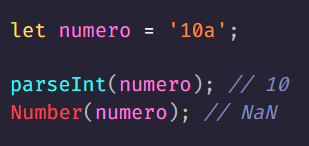 let numero = '10a';
parseInt(numero); // 10
Number(numero); // NaN